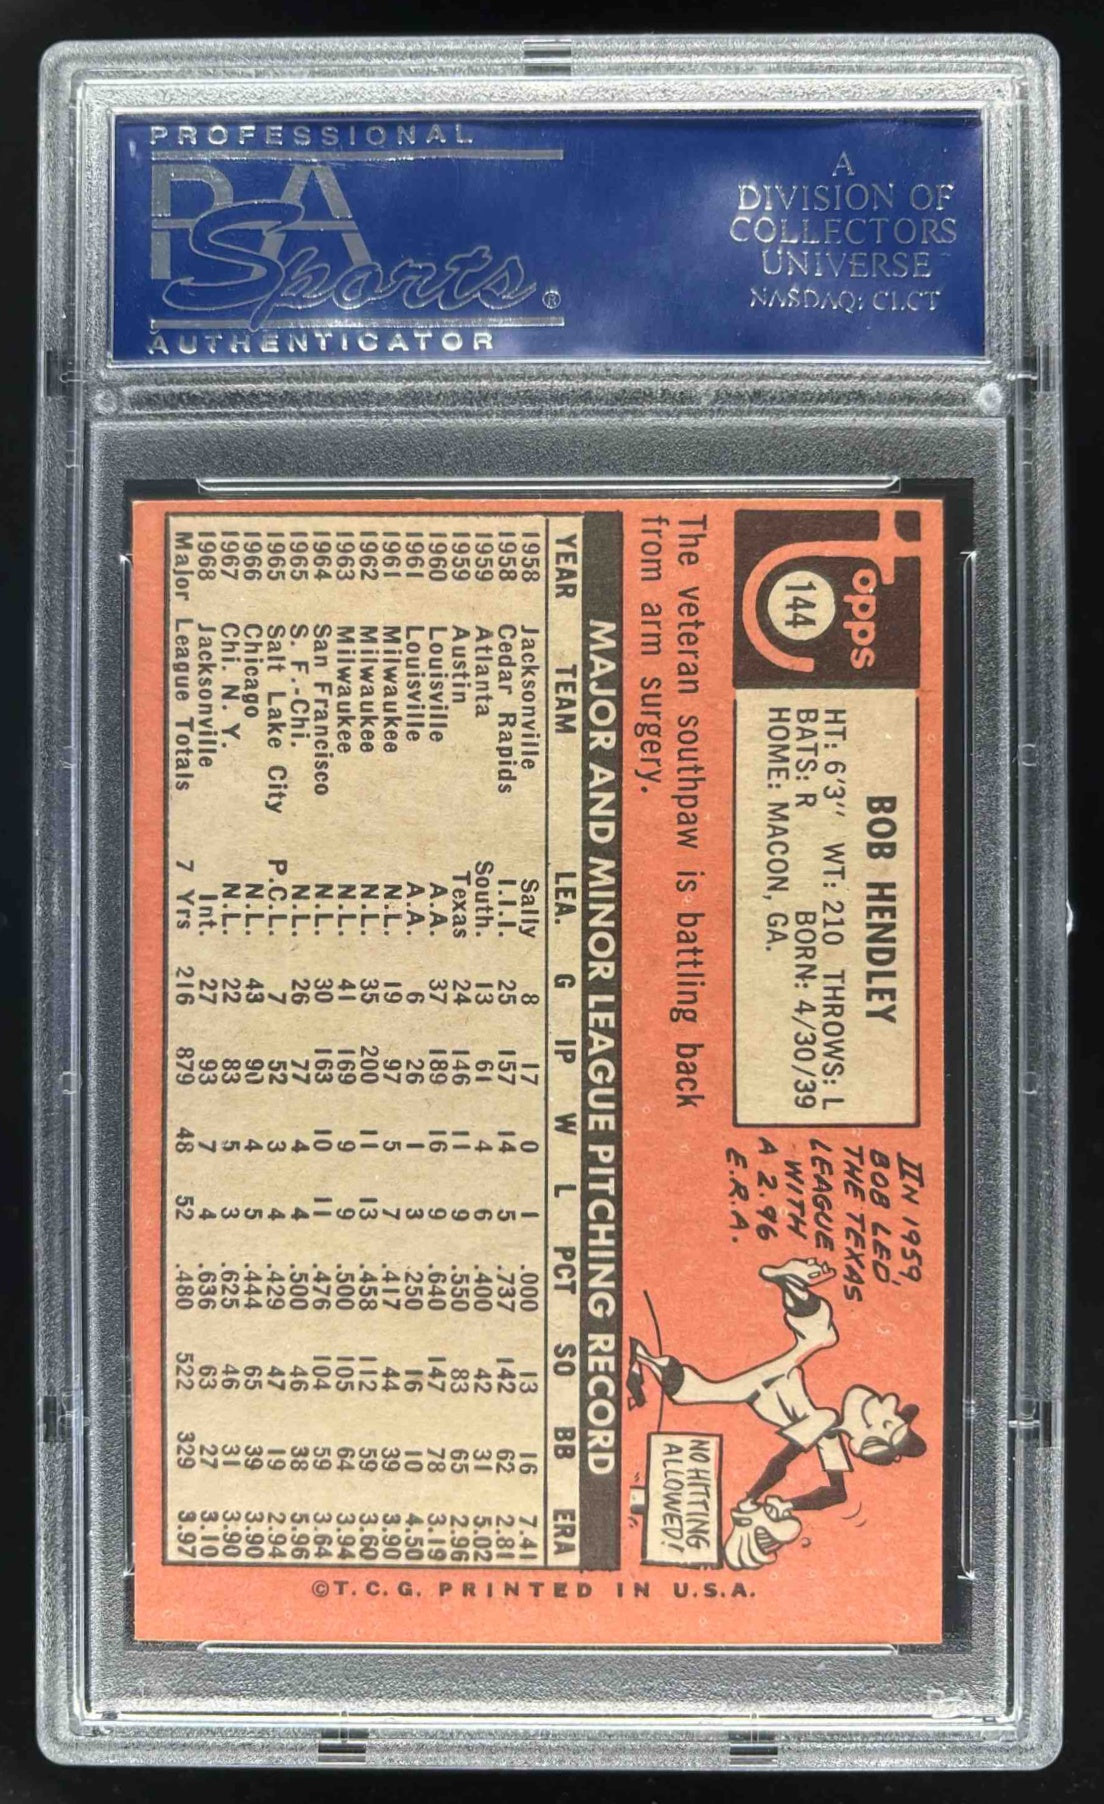 PROFESSIONAL
PSA
Sports®
AUTHENTICATOR
A
DIVISION OF
COLLECTORS
UNIVERSE
NASDAQ: CLCT
Topps
144
BOB HENDLEY
HT: 6'3" WT: 210 THROWS: L
BATS: R BORN: 4/30/39
HOME: MACON, GA.
IN 1959,
BOB LED
THE TEXAS
LEAGUE
WITH
A 2.96
E.R.A.
NO HITTING
ALLOWED!
The veteran southpaw is battling back
from arm surgery.
MAJOR AND MINOR LEAGUE PITCHING RECORD
YEAR TEAM LEA. G IP W L PCT SO BB ERA
1958 Jacksonville Sally 8 17 0 1 .000 13 16 7.41
1958 Cedar Rapids I.I.I. 25 157 14 5 .737 142 62 2.81
1959 Atlanta South. 13 61 4 6 .400 42 31 5.02
1959 Austin Texas 24 146 11 9 .550 83 65 2.96
1960 Louisville A.A. 37 189 16 9 .640 147 78 3.19
1961 Louisville A.A. 6 26 1 3 .250 16 10 4.50
1961 Milwaukee N.L. 19 97 5 7 .417 44 39 3.90
1962 Milwaukee N.L. 35 200 11 13 .458 112 59 3.60
1963 Milwaukee N.L. 41 169 9 9 .500 105 64 3.94
1964 San Francisco N.L. 30 163 10 11 .476 104 59 3.64
1965 S. F.-Chi. N.L. 26 77 4 4 .500 46 38 5.96
1965 Salt Lake City P.C.L. 7 52 3 4 .429 47 19 2.94
1966 Chicago N.L. 43 90 4 5 .444 65 39 3.90
1967 Chi. N. Y. N.L. 22 83 5 3 .625 46 31 3.90
1968 Jacksonville Int. 27 93 7 4 .636 63 27 3.10
Major League Totals 7 Yrs 216 879 48 52 .480 522 329 3.97
©T.C.G. PRINTED IN U.S.A.